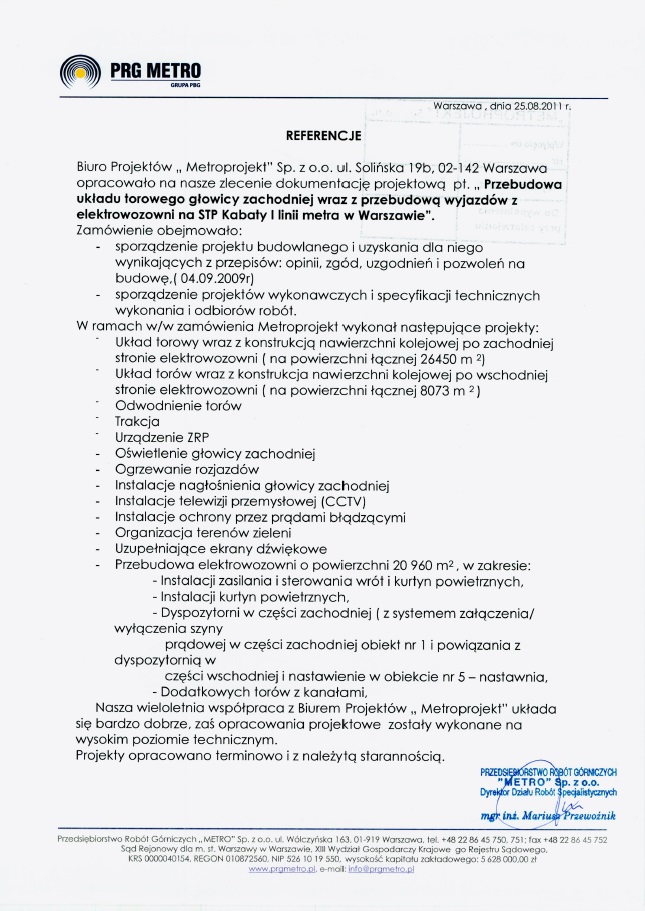 PRG METRO
GRUPA PBG
Warszawa , dnia 25.08.2011 r.
REFERENCJE
Biuro Projektów „ Metroprojekt" Sp. z o.o. ul. Solińska 19b, 02-142 Warszawa
opracowało na nasze zlecenie dokumentację projektową pt. „ Przebudowa
układu torowego głowicy zachodniej wraz z przebudową wyjazdów z
elektrowozowni na STP Kabaty I linii metra w Warszawie".
Zamówienie obejmowało:
- sporządzenie projektu budowlanego i uzyskania dla niego
wynikających z przepisów: opinii, zgód, uzgodnień i pozwoleń na
budowę,( 04.09.2009r)
- sporządzenie projektów wykonawczych i specyfikacji technicznych
wykonania i odbiorów robót.
W ramach w/w zamówienia Metroprojekt wykonał następujące projekty:
- Układ torowy wraz z konstrukcją nawierzchni kolejowej po zachodniej
stronie elektrowozowni ( na powierzchni łącznej 26450 m ²)
- Układ torów wraz z konstrukcja nawierzchni kolejowej po wschodniej
stronie elektrowozowni ( na powierzchni łącznej 8073 m ² )
- Odwodnienie torów
- Trakcja
- Urządzenie ZRP
- Oświetlenie głowicy zachodniej
- Ogrzewanie rozjazdów
- Instalacje nagłośnienia głowicy zachodniej
- Instalacje telewizji przemysłowej (CCTV)
- Instalacje ochrony przez prądami błądzącymi
- Organizacja terenów zieleni
- Uzupełniające ekrany dźwiękowe
- Przebudowa elektrowozowni o powierzchni 20 960 m² , w zakresie:
- Instalacji zasilania i sterowania wrót i kurtyn powietrznych,
- Instalacji kurtyn powietrznych,
- Dyspozytorni w części zachodniej ( z systemem załączenia/
wyłączenia szyny
prądowej w części zachodniej obiekt nr 1 i powiązania z
dyspozytornią w
części wschodniej i nastawienie w obiekcie nr 5 – nastawnia,
- Dodatkowych torów z kanałami,
Nasza wieloletnia współpraca z Biurem Projektów „ Metroprojekt" układa
się bardzo dobrze, zaś opracowania projektowe zostały wykonane na
wysokim poziomie technicznym.
Projekty opracowano terminowo i z należytą starannością.
PRZEDSIĘBIORSTWO ROBÓT GÓRNICZYCH
"METRO" Sp. z o.o.
Dyrektor Działu Robót Specjalistycznych
mgr inż. Mariusz Przewoźnik
Przedsiębiorstwo Robót Górniczych „METRO" Sp. z o.o. ul. Wólczyńska 163, 01-919 Warszawa, tel. +48 22 86 45 750, 751; fax +48 22 86 45 752
Sąd Rejonowy dla m. st. Warszawy w Warszawie, XIII Wydział Gospodarczy Krajowe go Rejestru Sądowego,
KRS 0000040154, REGON 010872560, NIP 526 10 19 550, wysokość kapitału zakładowego: 5 628 000,00 zł
www.prgmetro.pl, e-mail: info@prgmetro.pl